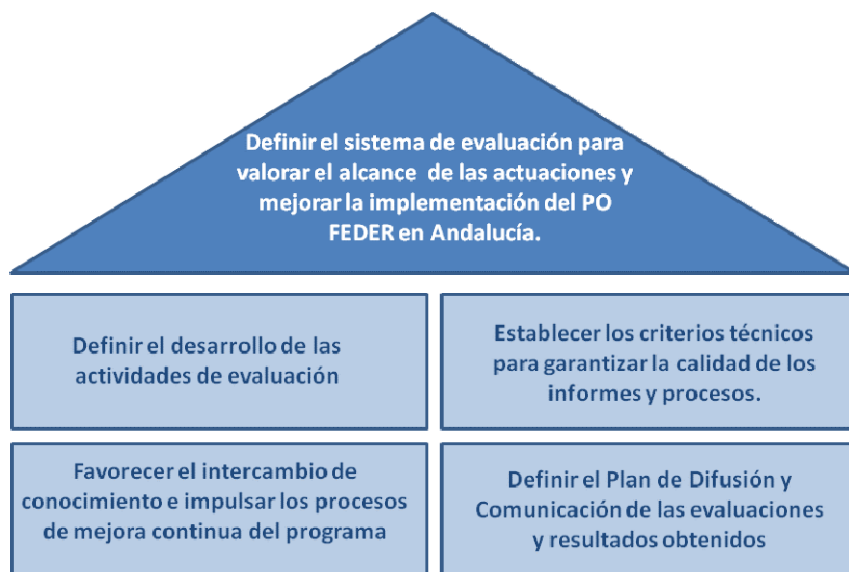 Definir el sistema de evaluación para
valorar el alcance de las actuaciones y
mejorar la implementación del PO
FEDER en Andalucía.
Definir el desarrollo de las
actividades de evaluación
Establecer los criterios técnicos
para garantizar la calidad de los
informes y procesos.
Favorecer el intercambio de
conocimiento e impulsar los procesos
de mejora continua del programa
Definir el Plan de Difusión y
Comunicación de las evaluaciones
y resultados obtenidos